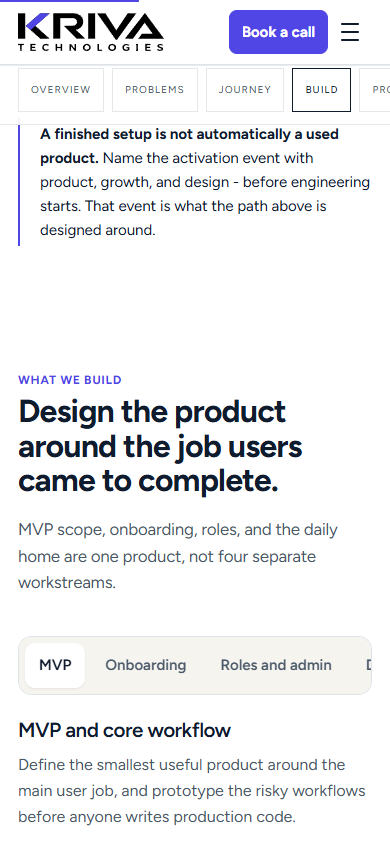 KRIVA
TECHNOLOGIES
Book a call
OVERVIEW
PROBLEMS
JOURNEY
BUILD
A finished setup is not automatically a used
product. Name the activation event with
product, growth, and design - before engineering
starts. That event is what the path above is
designed around.
WHAT WE BUILD
Design the product
around the job users
came to complete.
MVP scope, onboarding, roles, and the daily
home are one product, not four separate
workstreams.
MVP
Onboarding
Roles and admin
MVP and core workflow
Define the smallest useful product around the
main user job, and prototype the risky workflows
before anyone writes production code.